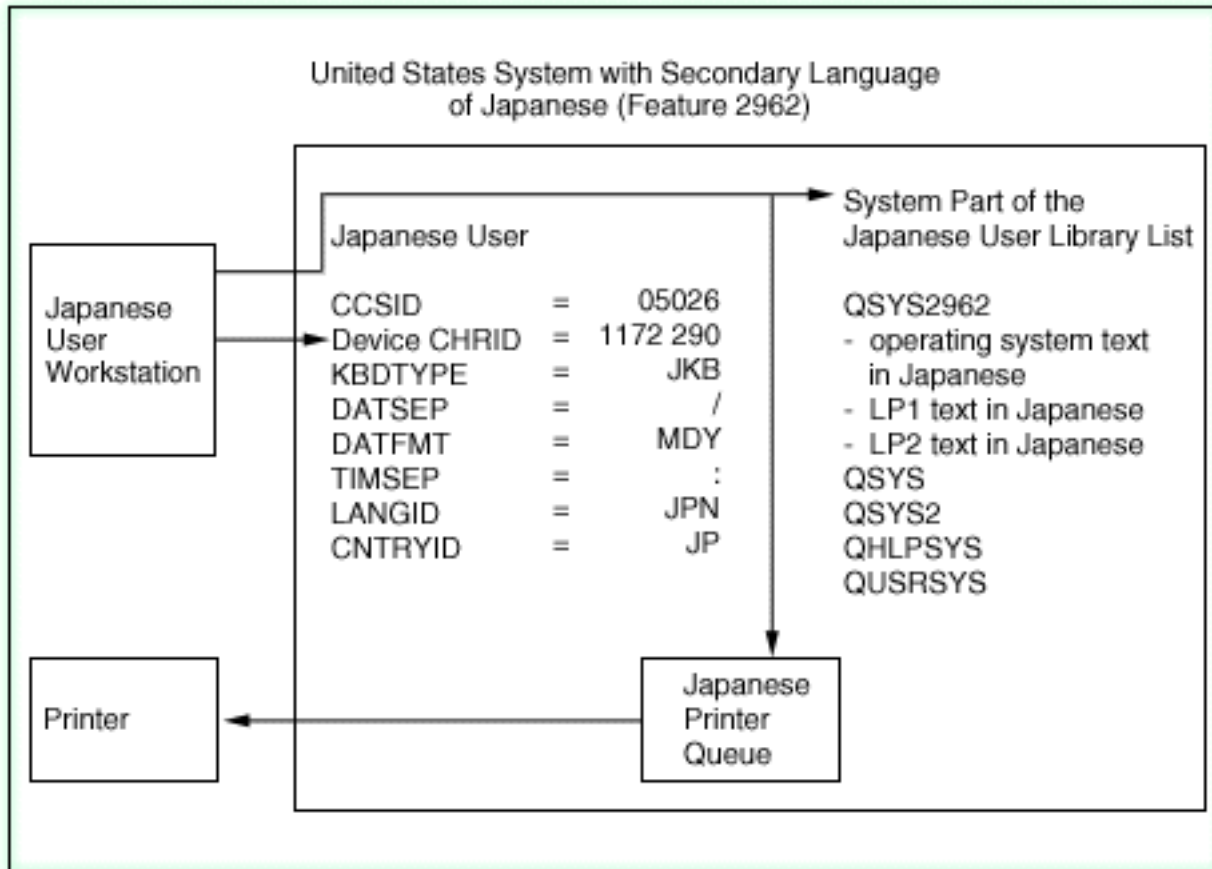 United States System with Secondary Language
of Japanese (Feature 2962)
Japanese
User
Workstation
Japanese User
CCSID = 05026
Device CHRID = 1172 290
KBDTYPE = JKB
DATSEP = /
DATFMT = MDY
TIMSEP = :
LANGID = JPN
CNTRYID = JP
System Part of the
Japanese User Library List
QSYS2962
- operating system text
in Japanese
- LP1 text in Japanese
- LP2 text in Japanese
QSYS
QSYS2
QHLPSYS
QUSRSYS
Printer
Japanese
Printer
Queue